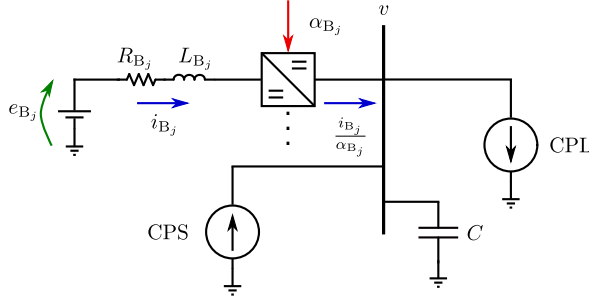 v
α_{B_j}
R_{B_j} L_{B_j}
e_{B_j}
i_{B_j}
i_{B_j}
α_{B_j}
CPL
CPS
C